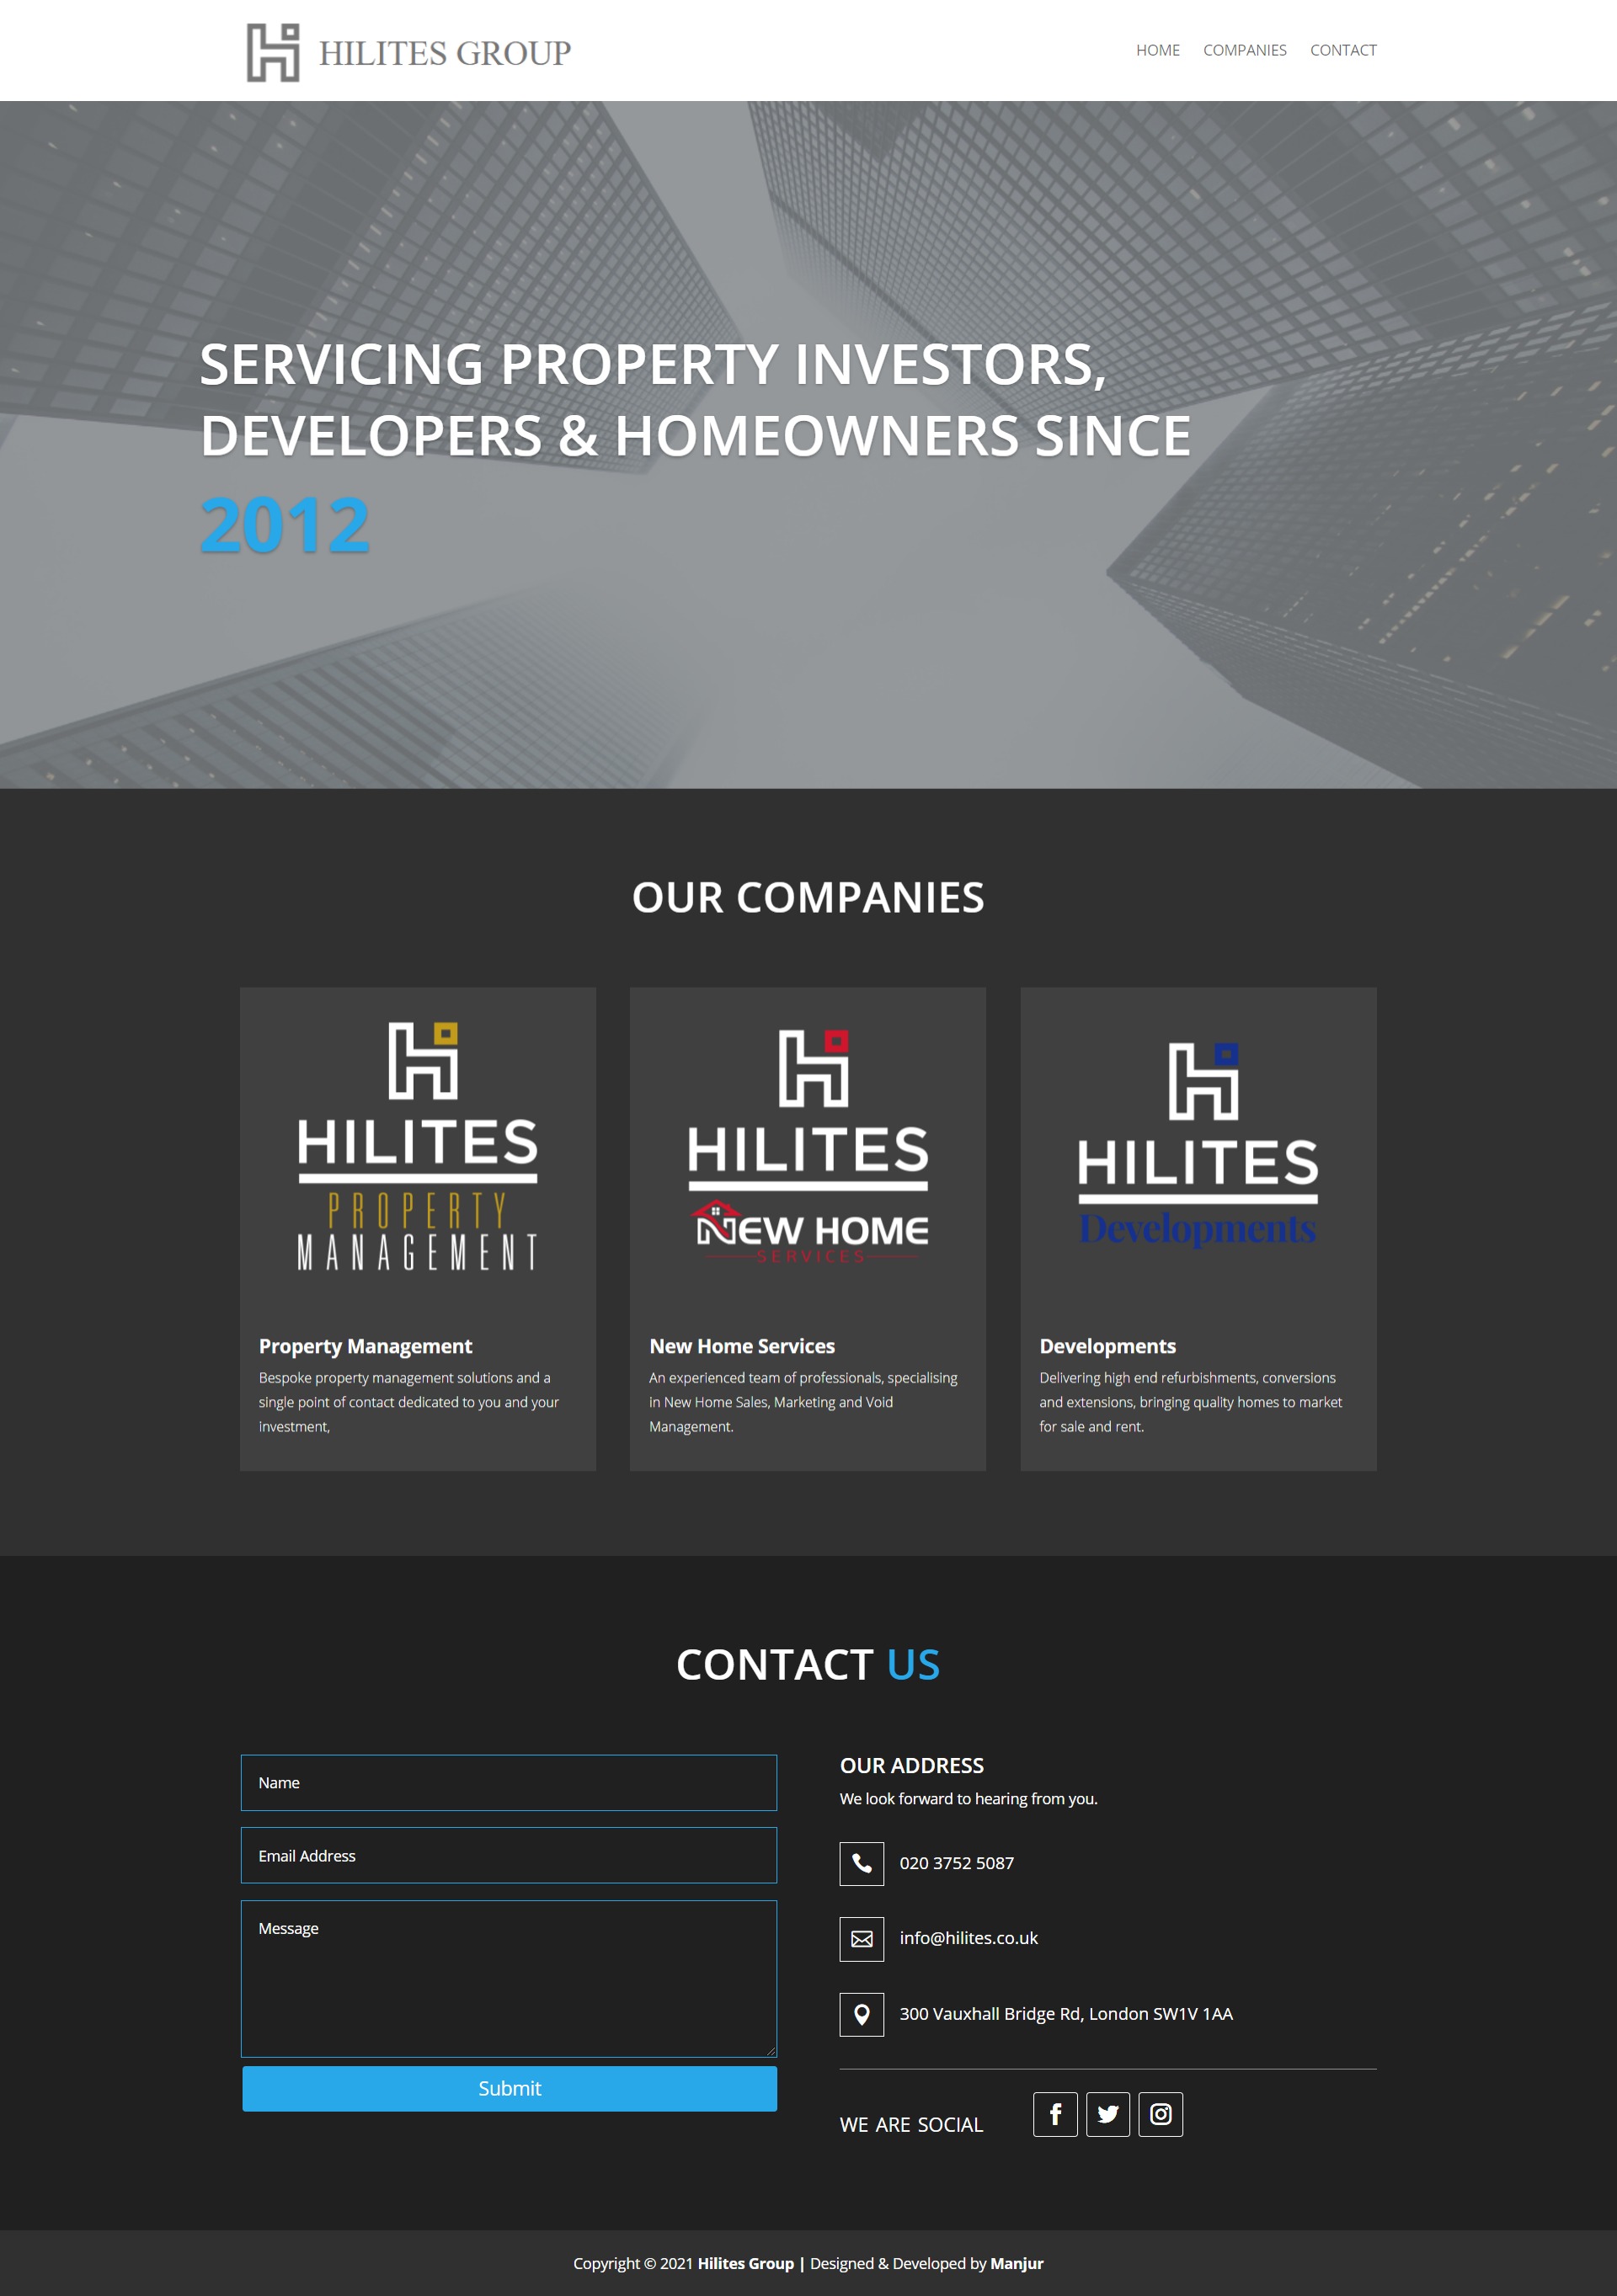 HILITES GROUP
HOME COMPANIES CONTACT
SERVICING PROPERTY INVESTORS,
DEVELOPERS & HOMEOWNERS SINCE
2012
OUR COMPANIES
HILITES
PROPERTY
MANAGEMENT
Property Management
Bespoke property management solutions and a
single point of contact dedicated to you and your
investment,
HILITES
NEW HOME
SERVICES
New Home Services
An experienced team of professionals, specialising
in New Home Sales, Marketing and Void
Management.
HILITES
Developments
Developments
Delivering high end refurbishments, conversions
and extensions, bringing quality homes to market
for sale and rent.
CONTACT US
Name
Email Address
Message
Submit
OUR ADDRESS
We look forward to hearing from you.
020 3752 5087
info@hilites.co.uk
300 Vauxhall Bridge Rd, London SW1V 1AA
WE ARE SOCIAL
Copyright © 2021 Hilites Group | Designed & Developed by Manjur